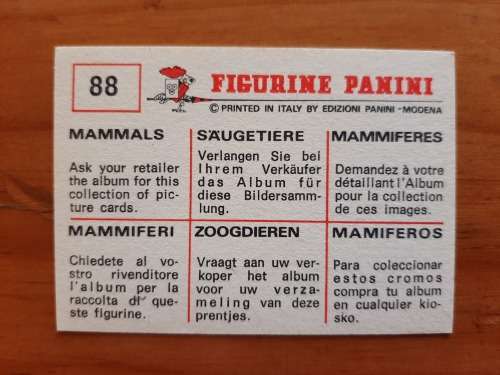 88
FIGURINE PANINI
© PRINTED IN ITALY BY EDIZIONI PANINI - MODENA
MAMMALS
Ask your retailer
the album for this
collection of pic-
ture cards.
SÄUGETIERE
Verlangen Sie bei
Ihrem Verkäufer
das Album für
diese Bildersamm-
lung.
MAMMIFERES
Demandez à votre
détaillant l'Album
pour la collection
de ces images.
MAMMIFERI
Chiedete al vo-
stro rivenditore
l'album per la
raccolta di que-
ste figurine.
ZOOGDIEREN
Vraagt aan uw ver-
koper het album
voor uw verza-
meling van deze
prentjes.
MAMIFEROS
Para coleccionar
estos cromos
compra tu album
en cualquier kio-
sko.